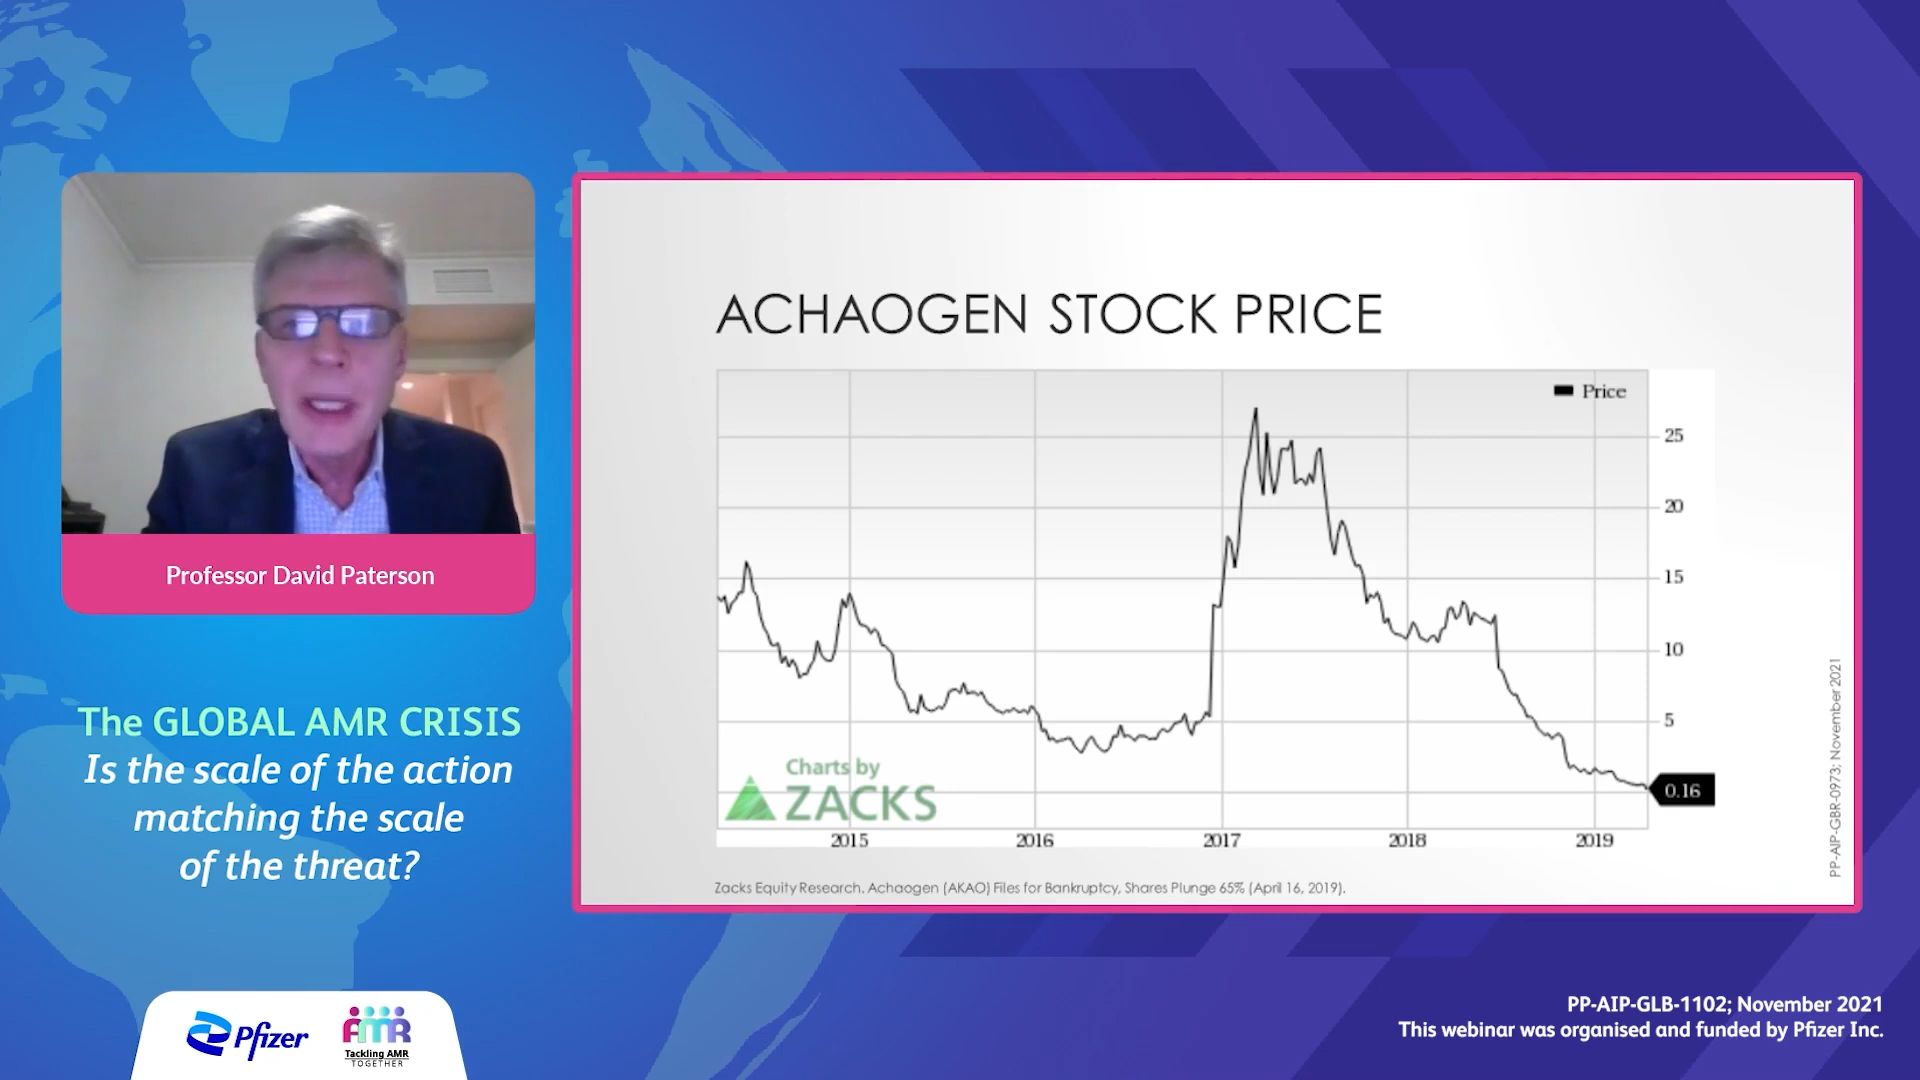 Professor David Paterson
The GLOBAL AMR CRISIS
Is the scale of the action
matching the scale
of the threat?
Pfizer
AMR
Tackling AMR
TOGETHER
ACHAOGEN STOCK PRICE
Price
25
20
15
10
5
0.16
Charts by
ZACKS
2015 2016 2017 2018 2019
Zacks Equity Research. Achaogen (AKAO) Files for Bankruptcy, Shares Plunge 65% (April 16, 2019).
PP-AIP-GBR-0973; November 2021
PP-AIP-GLB-1102; November 2021
This webinar was organised and funded by Pfizer Inc.